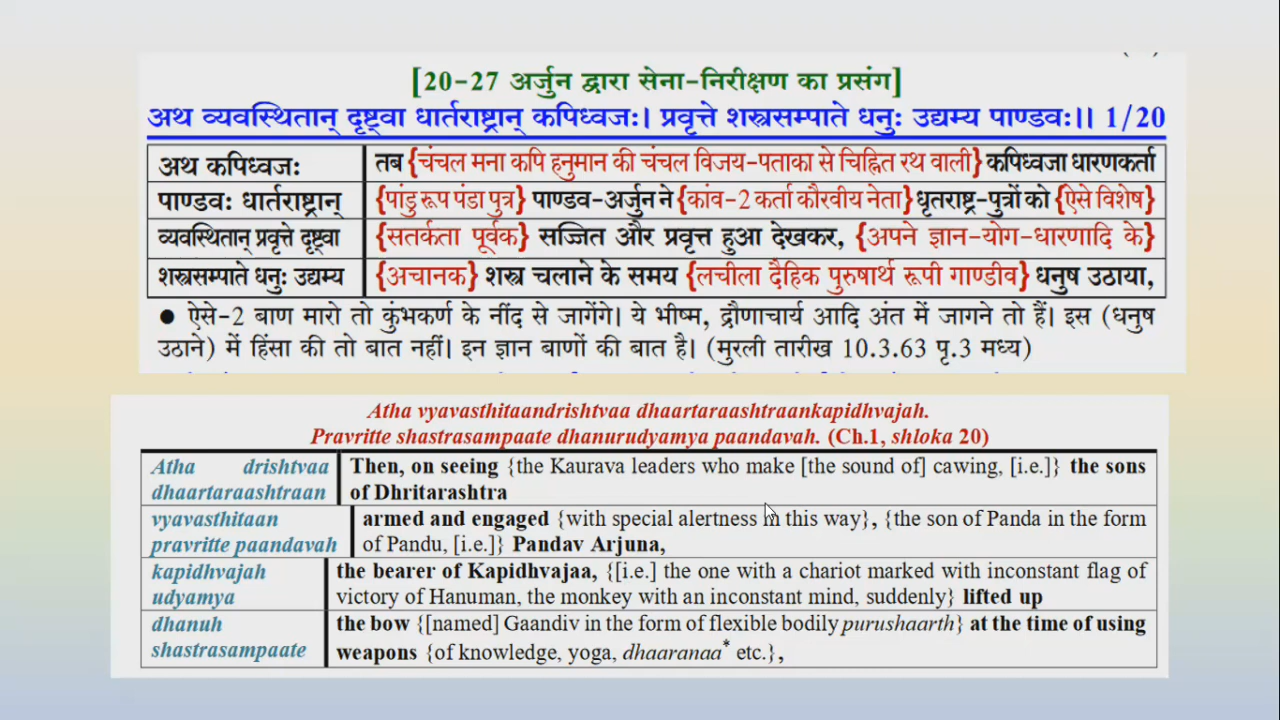 [20-27 अर्जुन द्वारा सेना-निरीक्षण का प्रसंग]
अथ व्यवस्थितान् दृष्ट्वा धार्तराष्ट्रान् कपिध्वजः। प्रवृत्ते शस्त्रसम्पाते धनुः उद्यम्य पाण्डवः।। 1/20
अथ कपिध्वजः तब {चंचल मना कपि हनुमान की चंचल विजय-पताका से चिह्नित रथ वाली} कपिध्वजा धारणकर्ता
पाण्डवः धार्तराष्ट्रान् {पांडु रूप पंडा पुत्र} पाण्डव-अर्जुन ने {कांव-2 कर्ता कौरवीय नेता} धृतराष्ट्र-पुत्रों को {ऐसे विशेष}
व्यवस्थितान् प्रवृत्ते दृष्ट्वा {सतर्कता पूर्वक} सज्जित और प्रवृत्त हुआ देखकर, {अपने ज्ञान-योग-धारणादि के}
शस्त्रसम्पाते धनुः उद्यम्य {अचानक} शस्त्र चलाने के समय {लचीला दैहिक पुरुषार्थ रूपी गाण्डीव} धनुष उठाया,
● ऐसे-2 बाण मारो तो कुंभकर्ण के नींद से जागेंगे। ये भीष्म, द्रौणाचार्य आदि अंत में जागने तो हैं। इस (धनुष
उठाने) में हिंसा की तो बात नहीं। इन ज्ञान बाणों की बात है। (मुरली तारीख 10.3.63 पृ.3 मध्य)
Atha vyavasthitaandrishtvaa dhaartaraashtraankapidhvajah.
Pravritte shastrasampaate dhanurudyamya paandavah. (Ch.1, shloka 20)
Atha drishtvaa Then, on seeing {the Kaurava leaders who make [the sound of] cawing, [i.e.]} the sons
dhaartaraashtraan of Dhritarashtra
vyavasthitaan armed and engaged {with special alertness in this way}, {the son of Panda in the form
pravritte paandavah of Pandu, [i.e.]} Pandav Arjuna,
kapidhvajah the bearer of Kapidhvajaa, {[i.e.] the one with a chariot marked with inconstant flag of
udyamya victory of Hanuman, the monkey with an inconstant mind, suddenly} lifted up
dhanuh the bow {[named] Gaandiv in the form of flexible bodily purushaarth} at the time of using
shastrasampaate weapons {of knowledge, yoga, dhaaranaa* etc.},